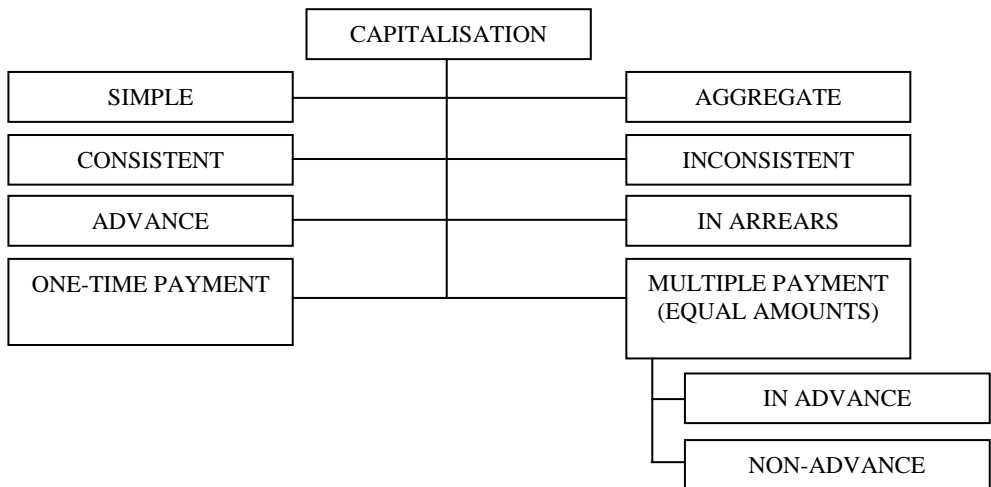 CAPITALISATION
SIMPLE
AGGREGATE
CONSISTENT
INCONSISTENT
ADVANCE
IN ARREARS
ONE-TIME PAYMENT
MULTIPLE PAYMENT
(EQUAL AMOUNTS)
IN ADVANCE
NON-ADVANCE